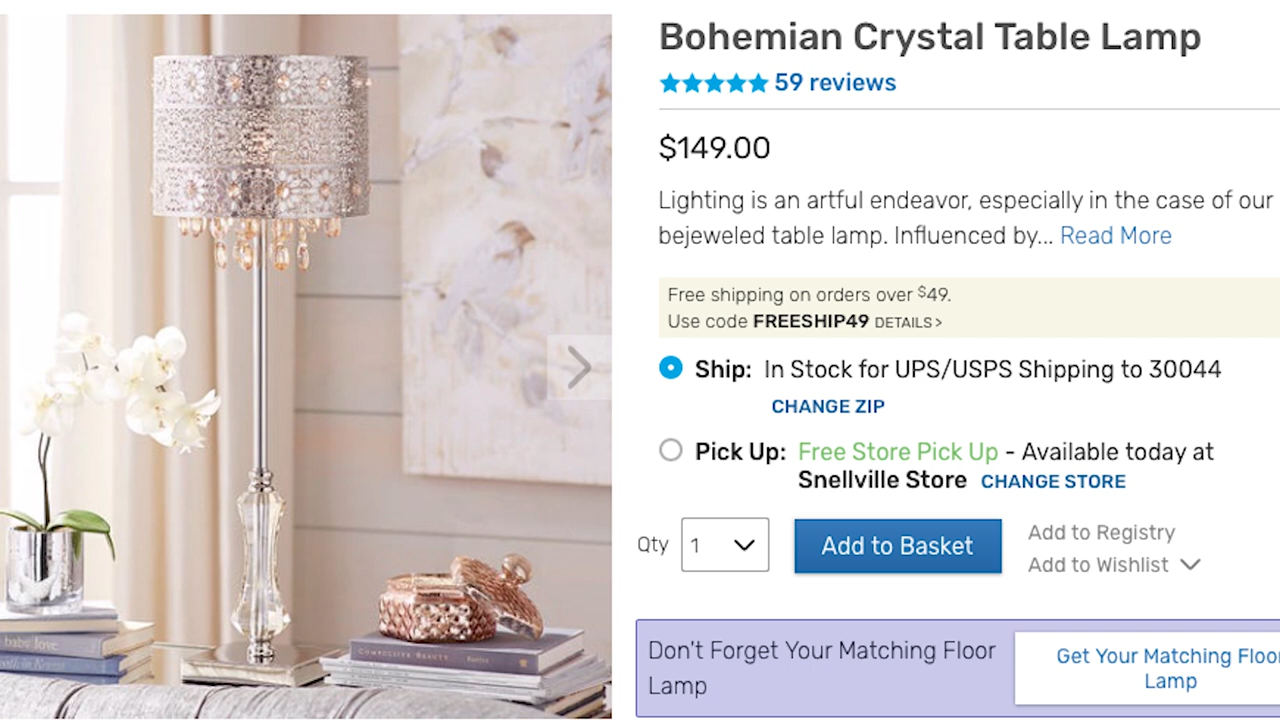 Bohemian Crystal Table Lamp
59 reviews
$149.00
Lighting is an artful endeavor, especially in the case of our
bejeweled table lamp. Influenced by... Read More
Free shipping on orders over $49.
Use code FREESHIP49 DETAILS >
Ship: In Stock for UPS/USPS Shipping to 30044
CHANGE ZIP
Pick Up: Free Store Pick Up - Available today at
Snellville Store CHANGE STORE
Qty 1 Add to Basket
Add to Registry
Add to Wishlist
babe love
COMPOSITE BEAUTY
Don't Forget Your Matching Floor
Lamp
Get Your Matching Floor
Lamp